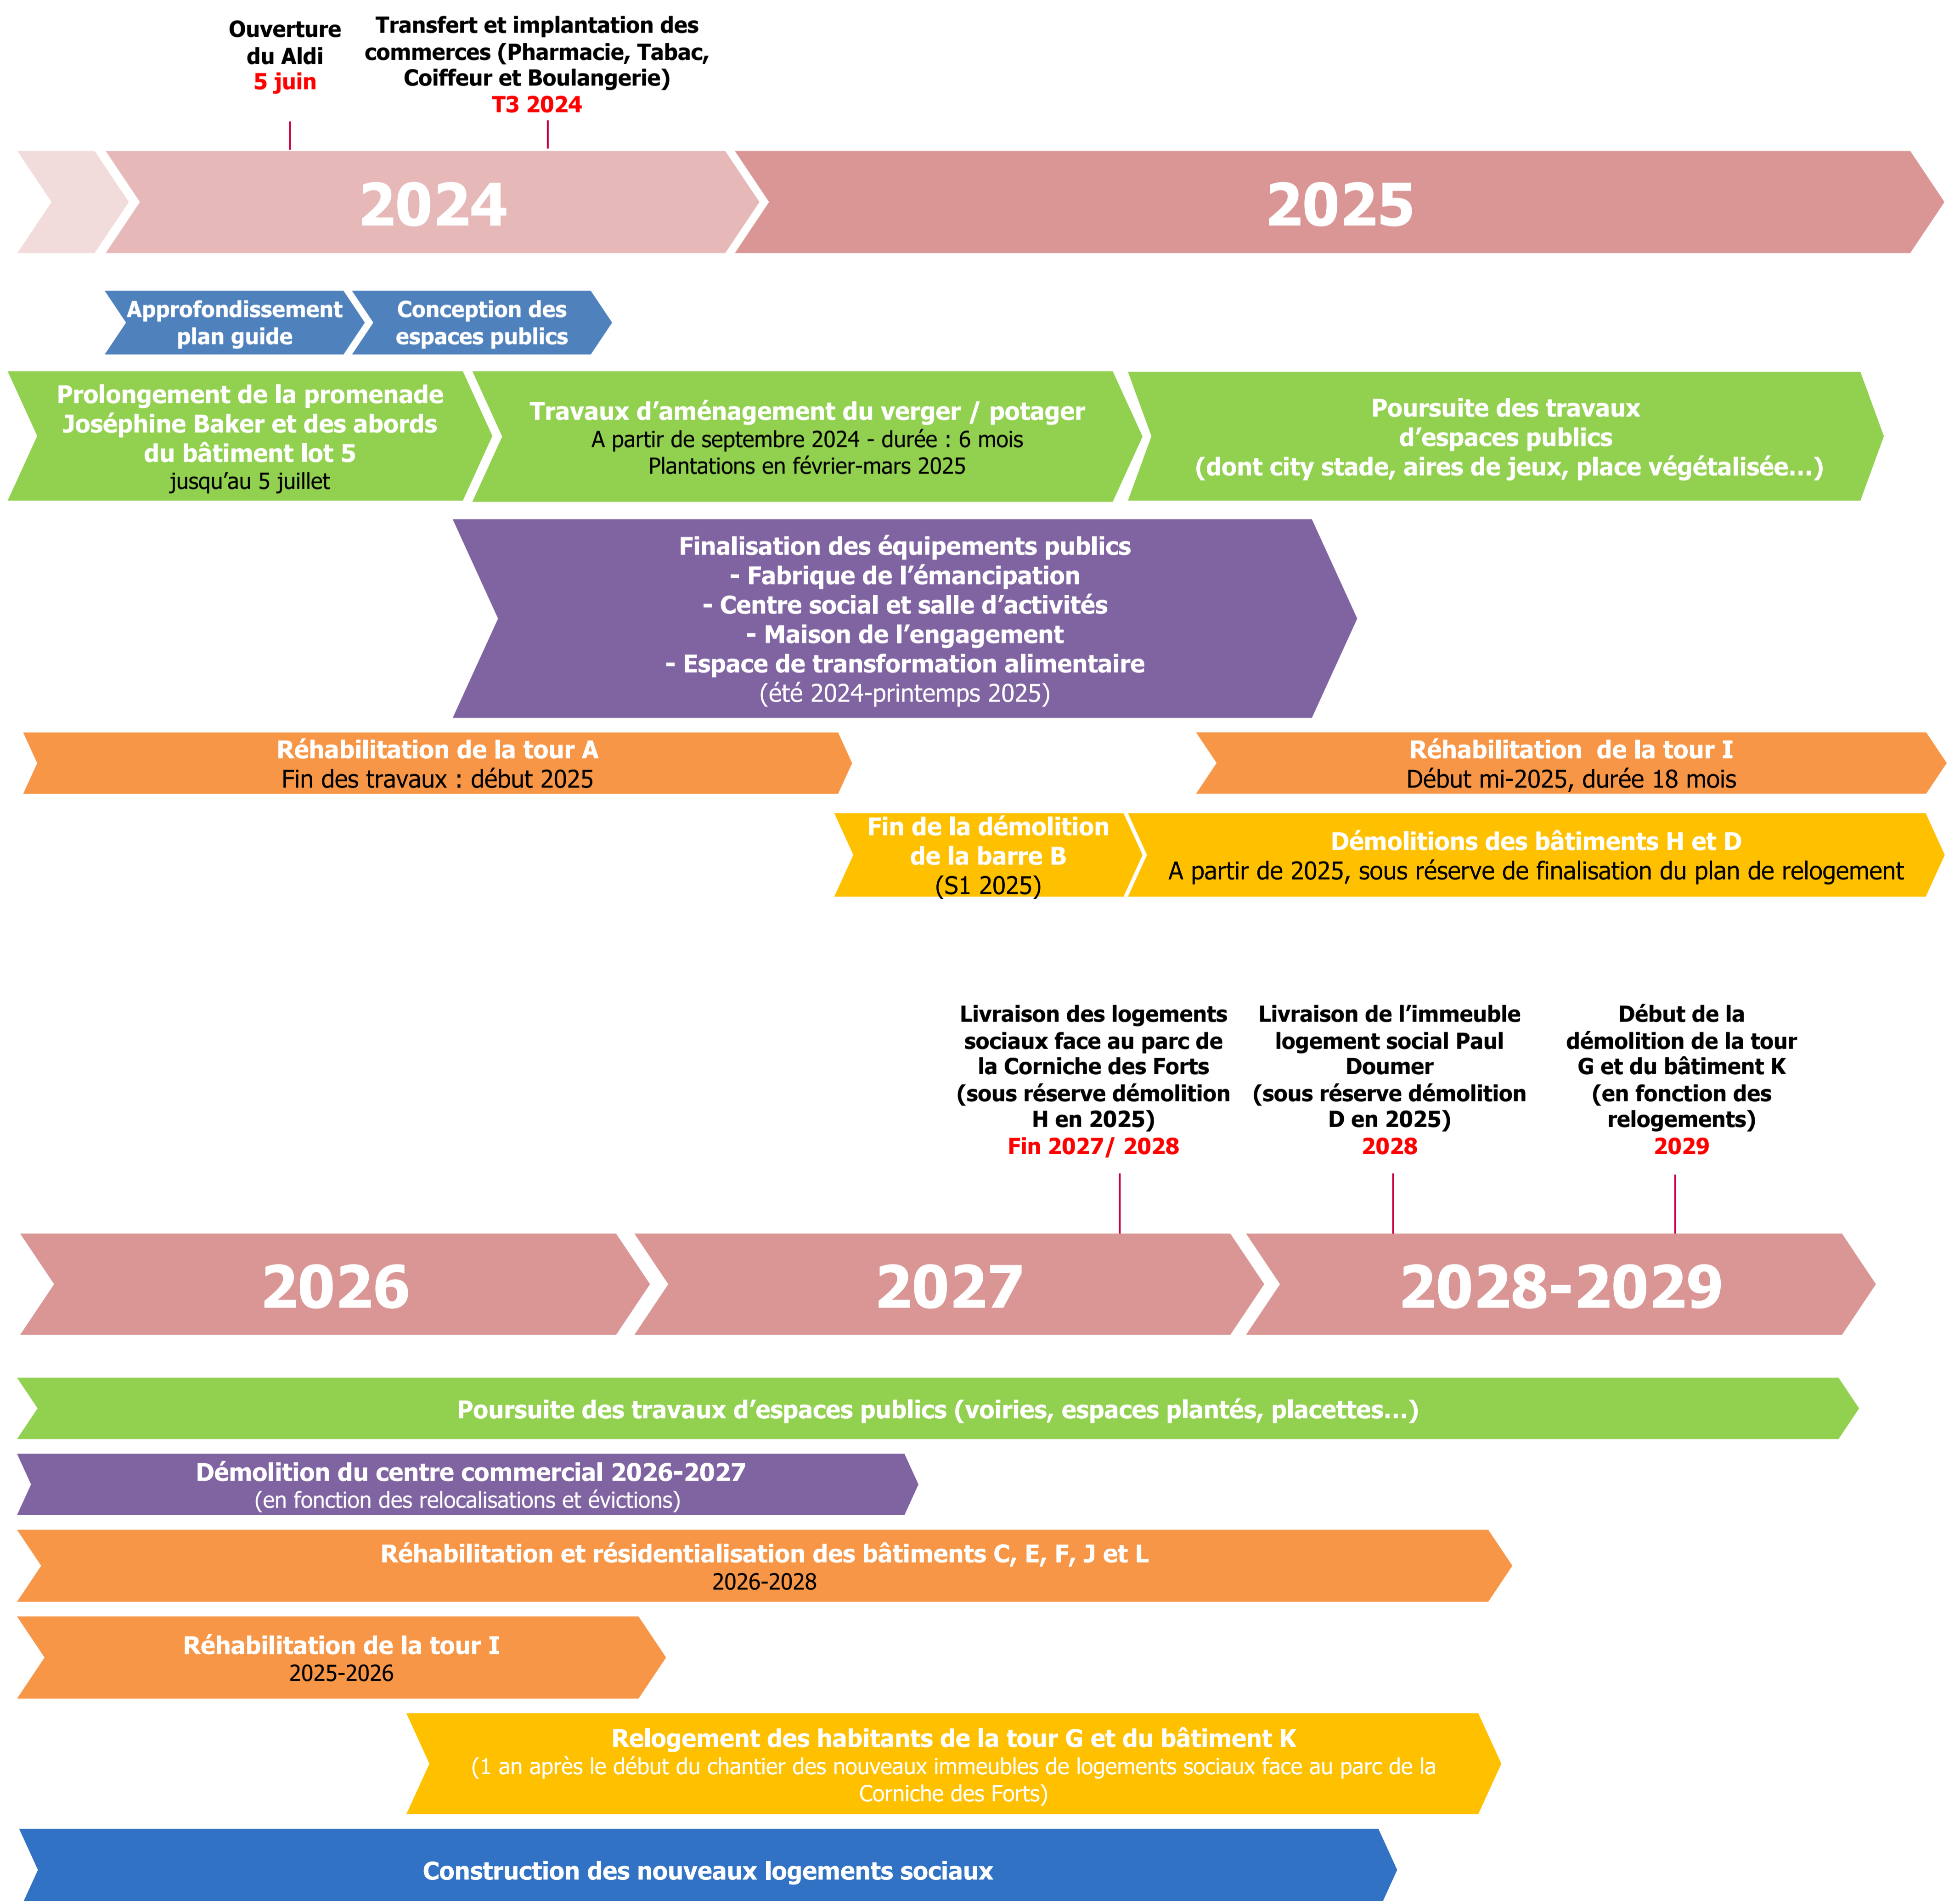 Ouverture
du Aldi
5 juin
Transfert et implantation des
commerces (Pharmacie, Tabac,
Coiffeur et Boulangerie)
T3 2024
2024
2025
Approfondissement
plan guide
Conception des
espaces publics
Prolongement de la promenade
Joséphine Baker et des abords
du bâtiment lot 5
jusqu’au 5 juillet
Travaux d’aménagement du verger / potager
A partir de septembre 2024 - durée : 6 mois
Plantations en février-mars 2025
Poursuite des travaux
d’espaces publics
(dont city stade, aires de jeux, place végétalisée...)
Finalisation des équipements publics
- Fabrique de l’émancipation
- Centre social et salle d’activités
- Maison de l’engagement
- Espace de transformation alimentaire
(été 2024-printemps 2025)
Réhabilitation de la tour A
Fin des travaux : début 2025
Réhabilitation de la tour I
Début mi-2025, durée 18 mois
Fin de la démolition
de la barre B
(S1 2025)
Démolitions des bâtiments H et D
A partir de 2025, sous réserve de finalisation du plan de relogement
Livraison des logements
sociaux face au parc de
la Corniche des Forts
(sous réserve démolition
H en 2025)
Fin 2027/ 2028
Livraison de l’immeuble
logement social Paul
Doumer
(sous réserve démolition
D en 2025)
2028
Début de la
démolition de la tour
G et du bâtiment K
(en fonction des
relogements)
2029
2026
2027
2028-2029
Poursuite des travaux d’espaces publics (voiries, espaces plantés, placettes...)
Démolition du centre commercial 2026-2027
(en fonction des relocalisations et évictions)
Réhabilitation et résidentialisation des bâtiments C, E, F, J et L
2026-2028
Réhabilitation de la tour I
2025-2026
Relogement des habitants de la tour G et du bâtiment K
(1 an après le début du chantier des nouveaux immeubles de logements sociaux face au parc de la
Corniche des Forts)
Construction des nouveaux logements sociaux